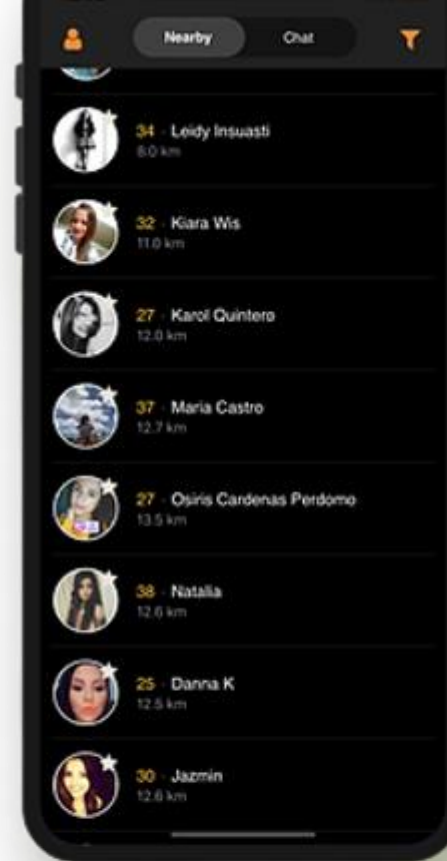 Nearby
Chat
34 · Leidy Insuasti
8.0 km
32 · Kiara Wis
11.0 km
27 · Karol Quintero
12.0 km
37 · Maria Castro
12.7 km
27 · Osiris Cardenas Perdomo
13.5 km
38 · Natalia
12.6 km
25 · Danna K
12.5 km
30 · Jazmin
12.6 km